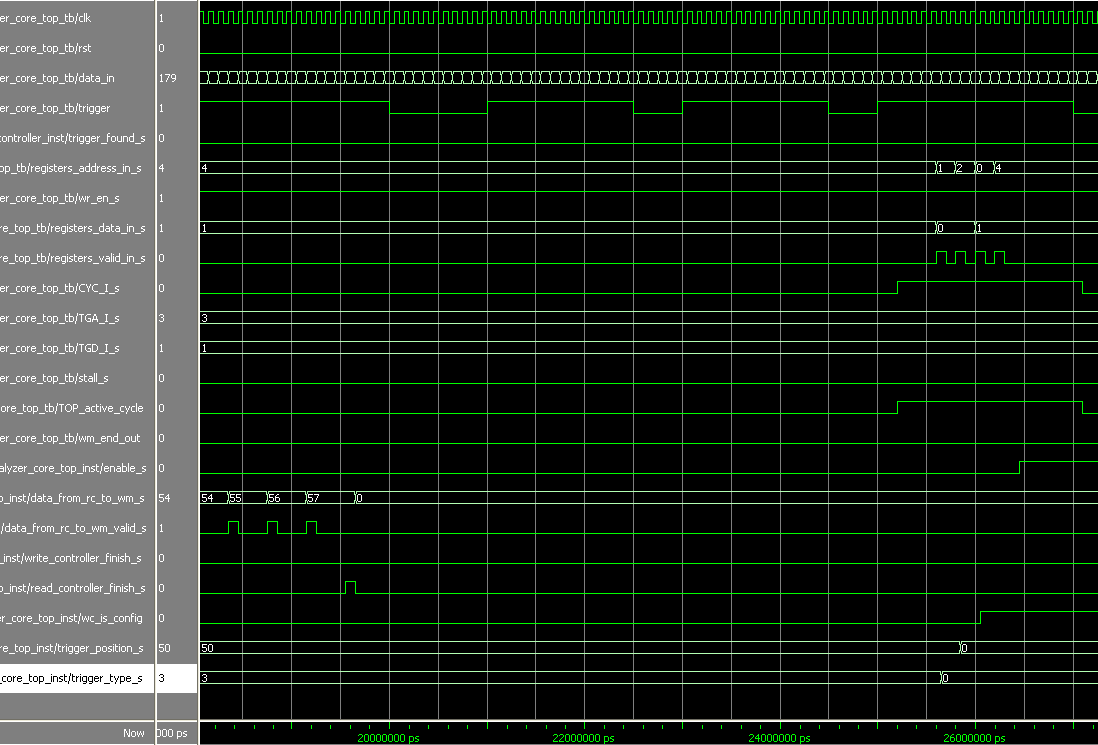 er_core_top_tb/clk 1
er_core_top_tb/rst 0
er_core_top_tb/data_in 179
er_core_top_tb/trigger 1
controller_inst/trigger_found_s 0
op_tb/registers_address_in_s 4 4 1 2 0 4
er_core_top_tb/wr_en_s 1
re_top_tb/registers_data_in_s 1 1 0 1
re_top_tb/registers_valid_in_s 0
er_core_top_tb/CYC_I_s 0
er_core_top_tb/TGA_I_s 3 3
er_core_top_tb/TGD_I_s 1 1
er_core_top_tb/stall_s 0
ore_top_tb/TOP_active_cycle 0
er_core_top_tb/wm_end_out 0
alyzer_core_top_inst/enable_s 0
o_inst/data_from_rc_to_wm_s 54 54 55 56 57 0
/data_from_rc_to_wm_valid_s 1
_inst/write_controller_finish_s 0
o_inst/read_controller_finish_s 0
er_core_top_inst/wc_is_config 0
re_top_inst/trigger_position_s 50 50 0
_core_top_inst/trigger_type_s 3 3 0
Now 000 ps 20000000 ps 22000000 ps 24000000 ps 26000000 ps